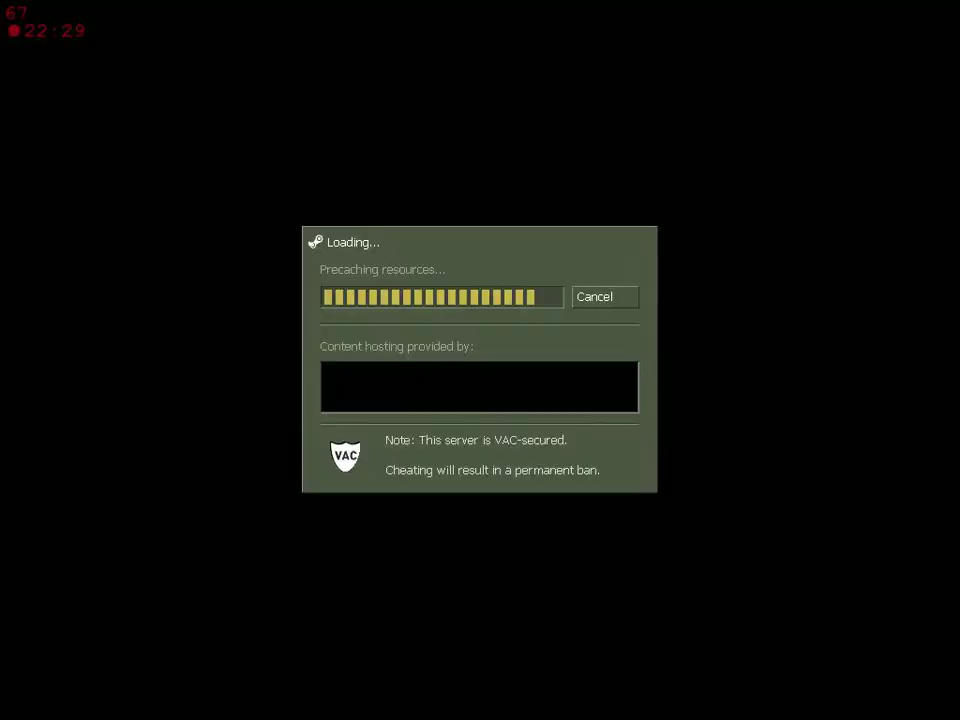 67
22:29
Loading...
Precaching resources...
Cancel
Content hosting provided by:
VAC
Note: This server is VAC-secured.
Cheating will result in a permanent ban.